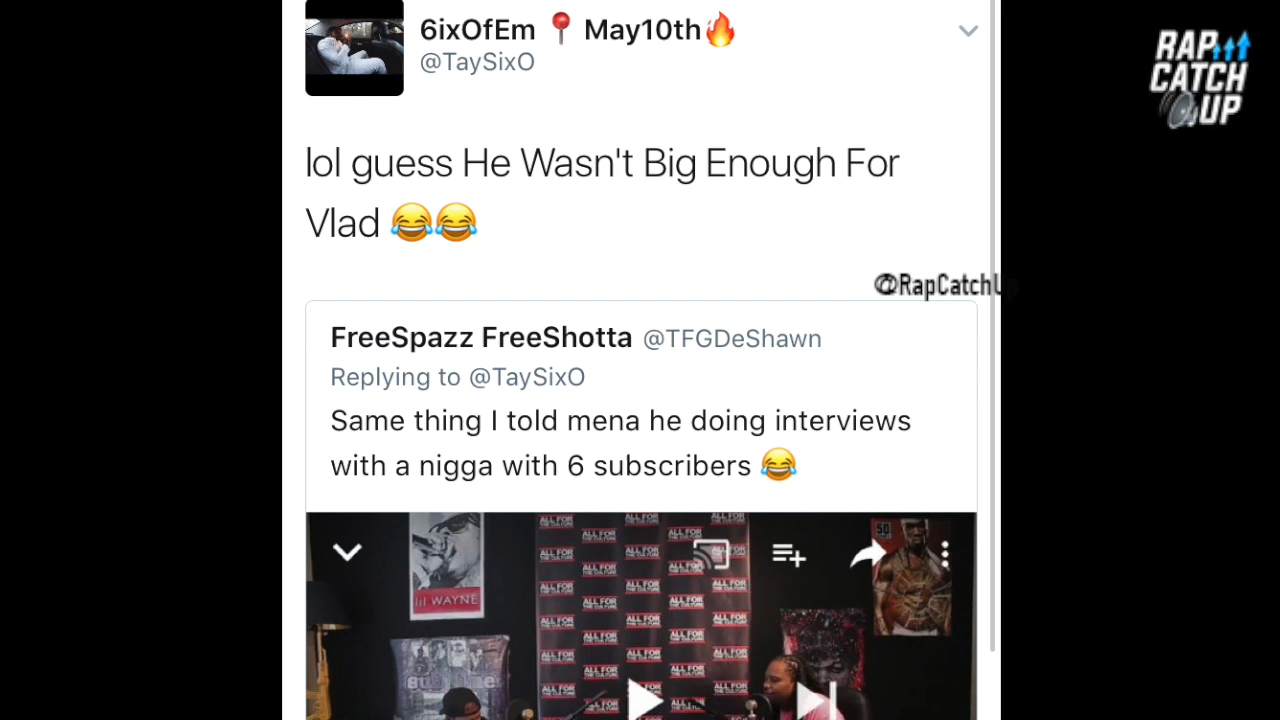 6ixOfEm 📍 May10th🔥
@TaySixO
RAP
CATCH
UP
lol guess He Wasn't Big Enough For
Vlad 😂😂
@RapCatchU
FreeSpazz FreeShotta @TFGDeShawn
Replying to @TaySixO
Same thing I told mena he doing interviews
with a nigga with 6 subscribers 😂
lil WAYNE
50
ALL FOR
THE CULTURE